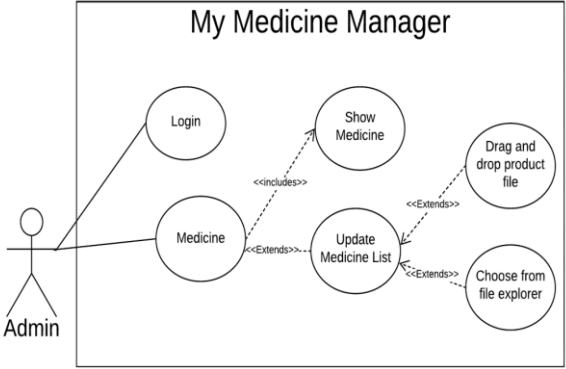 My Medicine Manager
Login
Show
Medicine
Drag and
drop product
file
<<includes>>
<<Extends>>
Medicine
<<Extends>>
Update
Medicine List
<<Extends>>
Choose from
file explorer
Admin